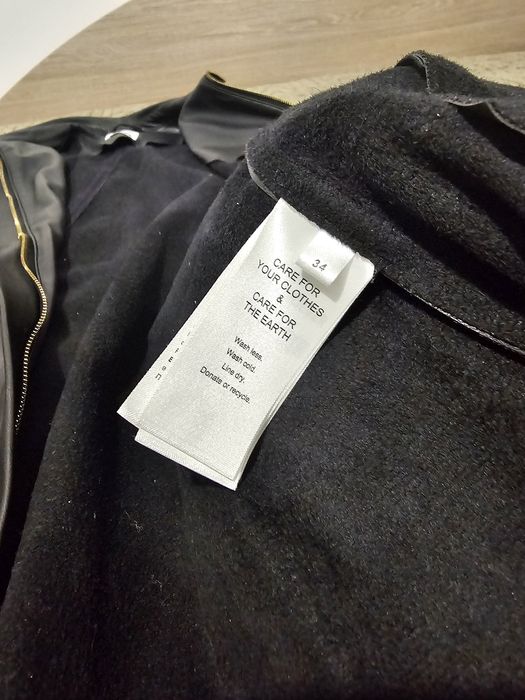 34
CARE FOR
YOUR CLOTHES
&
CARE FOR
THE EARTH
Wash less.
Wash cold.
Line dry.
Donate or recycle.